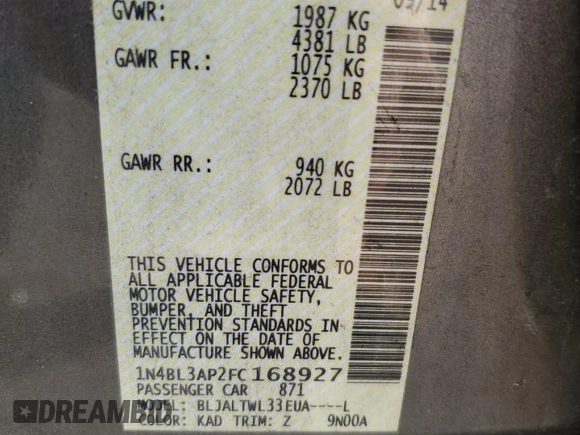 GVWR: 1987 KG
4381 LB
GAWR FR.: 1075 KG
2370 LB
GAWR RR.: 940 KG
2072 LB
THIS VEHICLE CONFORMS TO
ALL APPLICABLE FEDERAL
MOTOR VEHICLE SAFETY,
BUMPER, AND THEFT
PREVENTION STANDARDS IN
EFFECT ON THE DATE OF
MANUFACTURE SHOWN ABOVE.
1N4BL3AP2FC168927
PASSENGER CAR 871
MODEL: BLJALTWL33EUA----L
COLOR: KAD TRIM: Z 9N00A
DREAMBID